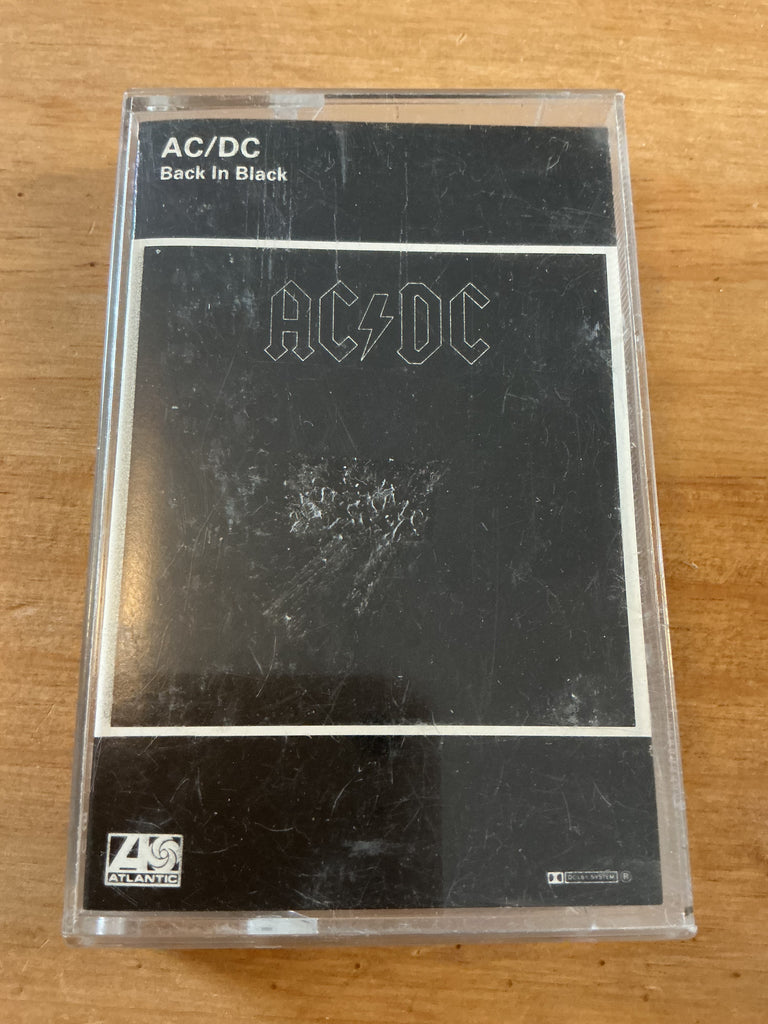 AC/DC
Back In Black
AC⚡DC
ATLANTIC
DOLBY SYSTEM ®